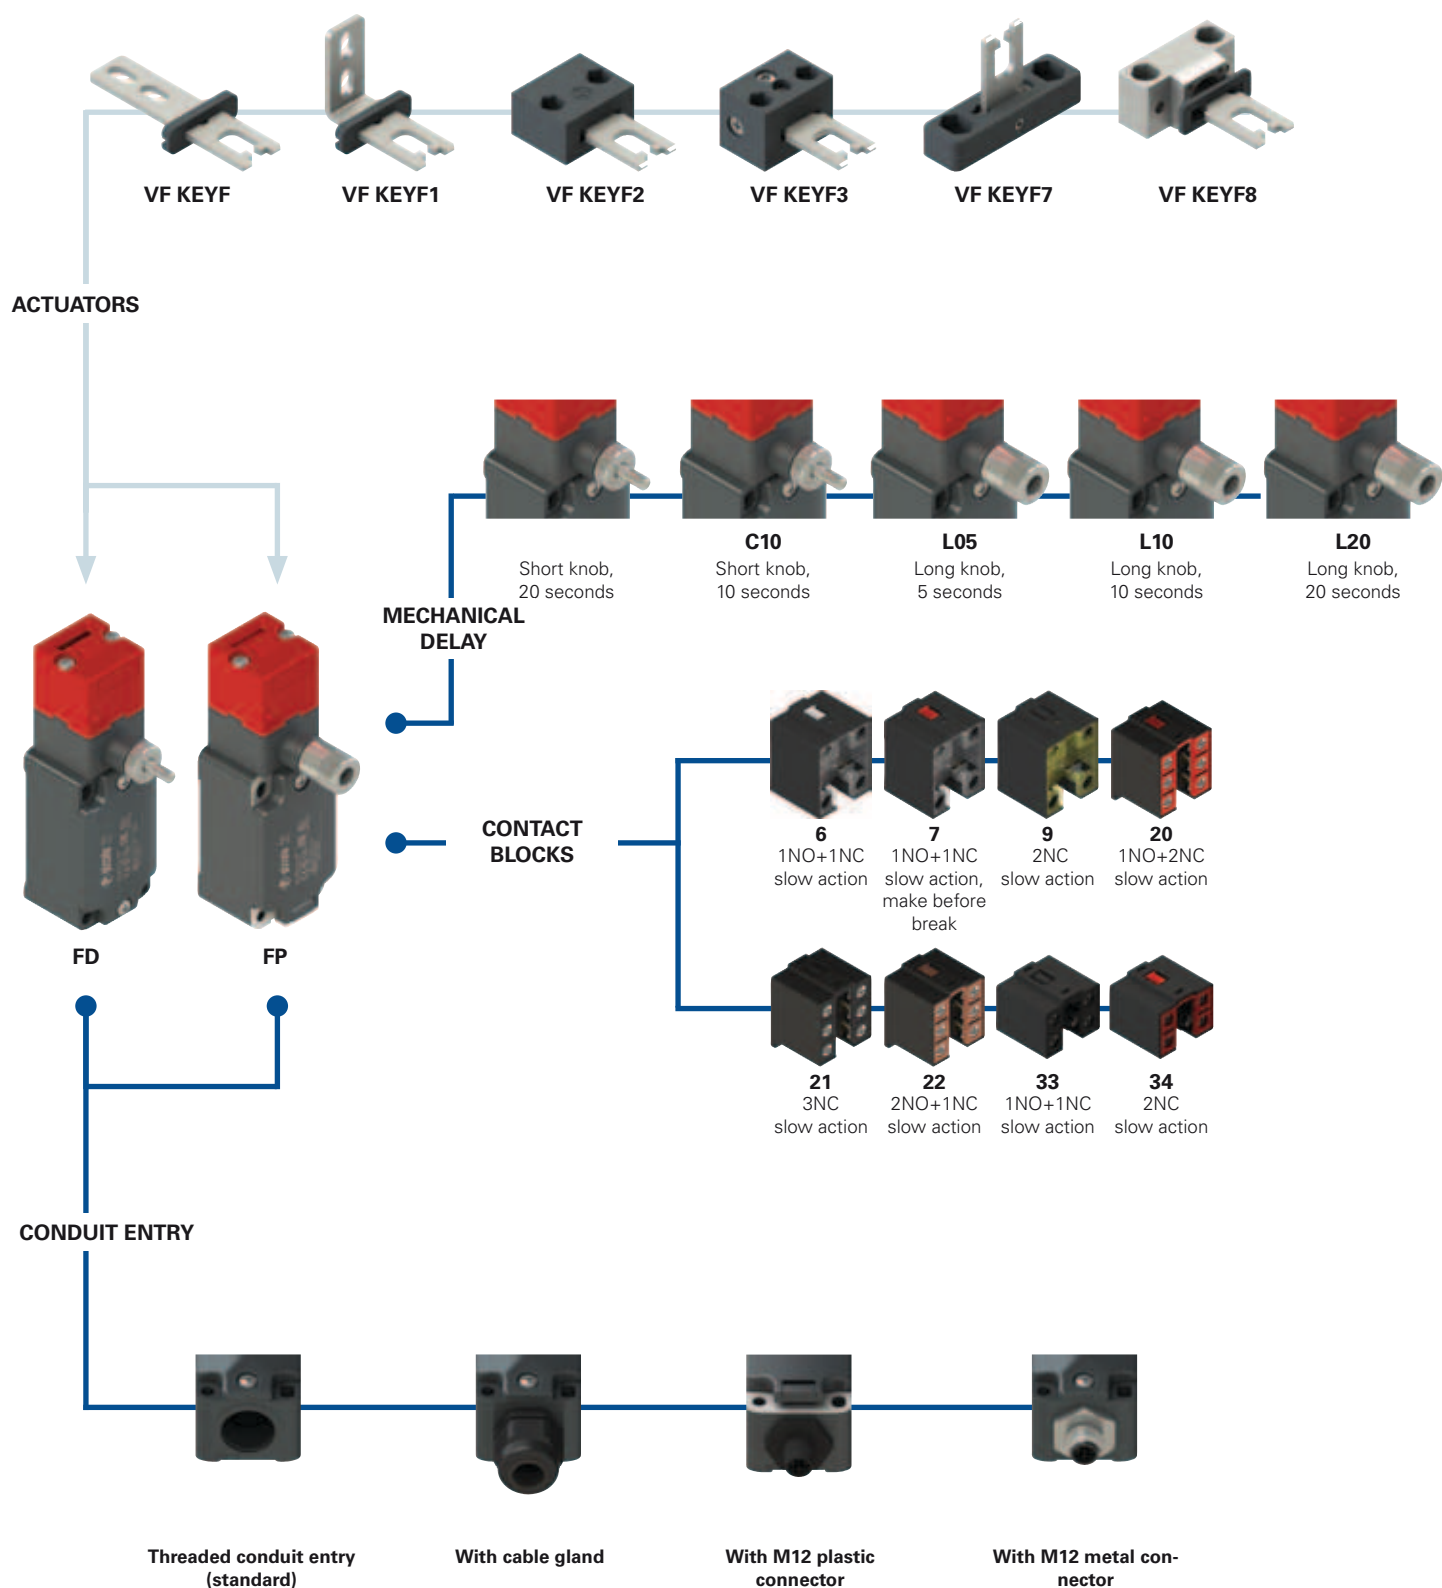 VF KEYF
VF KEYF1
VF KEYF2
VF KEYF3
VF KEYF7
VF KEYF8
ACTUATORS
C10
L05
L10
L20
Short knob,
20 seconds
Short knob,
10 seconds
Long knob,
5 seconds
Long knob,
10 seconds
Long knob,
20 seconds
MECHANICAL
DELAY
CONTACT
BLOCKS
6
1NO+1NC
slow action
7
1NO+1NC
slow action,
make before
break
9
2NC
slow action
20
1NO+2NC
slow action
FD
FP
21
3NC
slow action
22
2NO+1NC
slow action
33
1NO+1NC
slow action
34
2NC
slow action
CONDUIT ENTRY
Threaded conduit entry
(standard)
With cable gland
With M12 plastic
connector
With M12 metal con-
nector